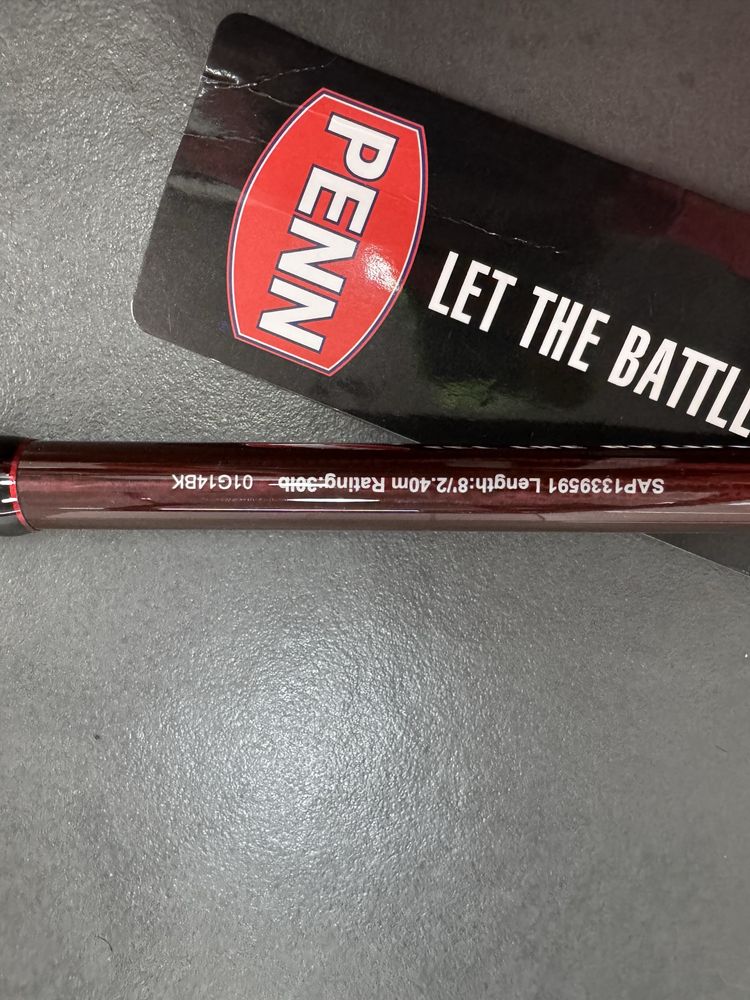 PENN
LET THE BATTLE
SAP1339591 Length:8'/2.40m Rating:30lb 01G14BK